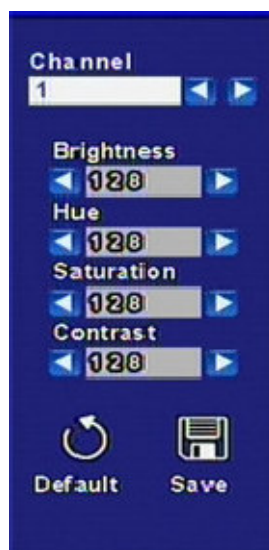 Channel
1
Brightness
128
Hue
128
Saturation
128
Contrast
128
Default Save